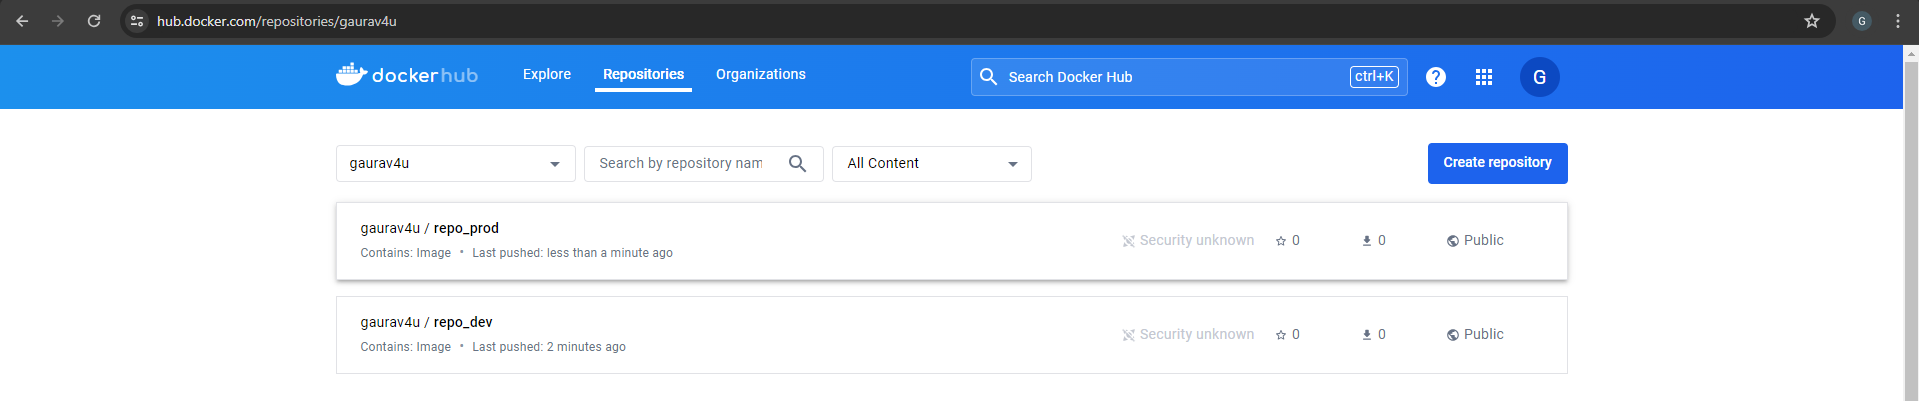 hub.docker.com/repositories/gaurav4u
G
dockerhub Explore Repositories Organizations Search Docker Hub ctrl+K ? G
gaurav4u Search by repository nam All Content Create repository
gaurav4u / repo_prod
Contains: Image • Last pushed: less than a minute ago
Security unknown 0 0 Public
gaurav4u / repo_dev
Contains: Image • Last pushed: 2 minutes ago
Security unknown 0 0 Public